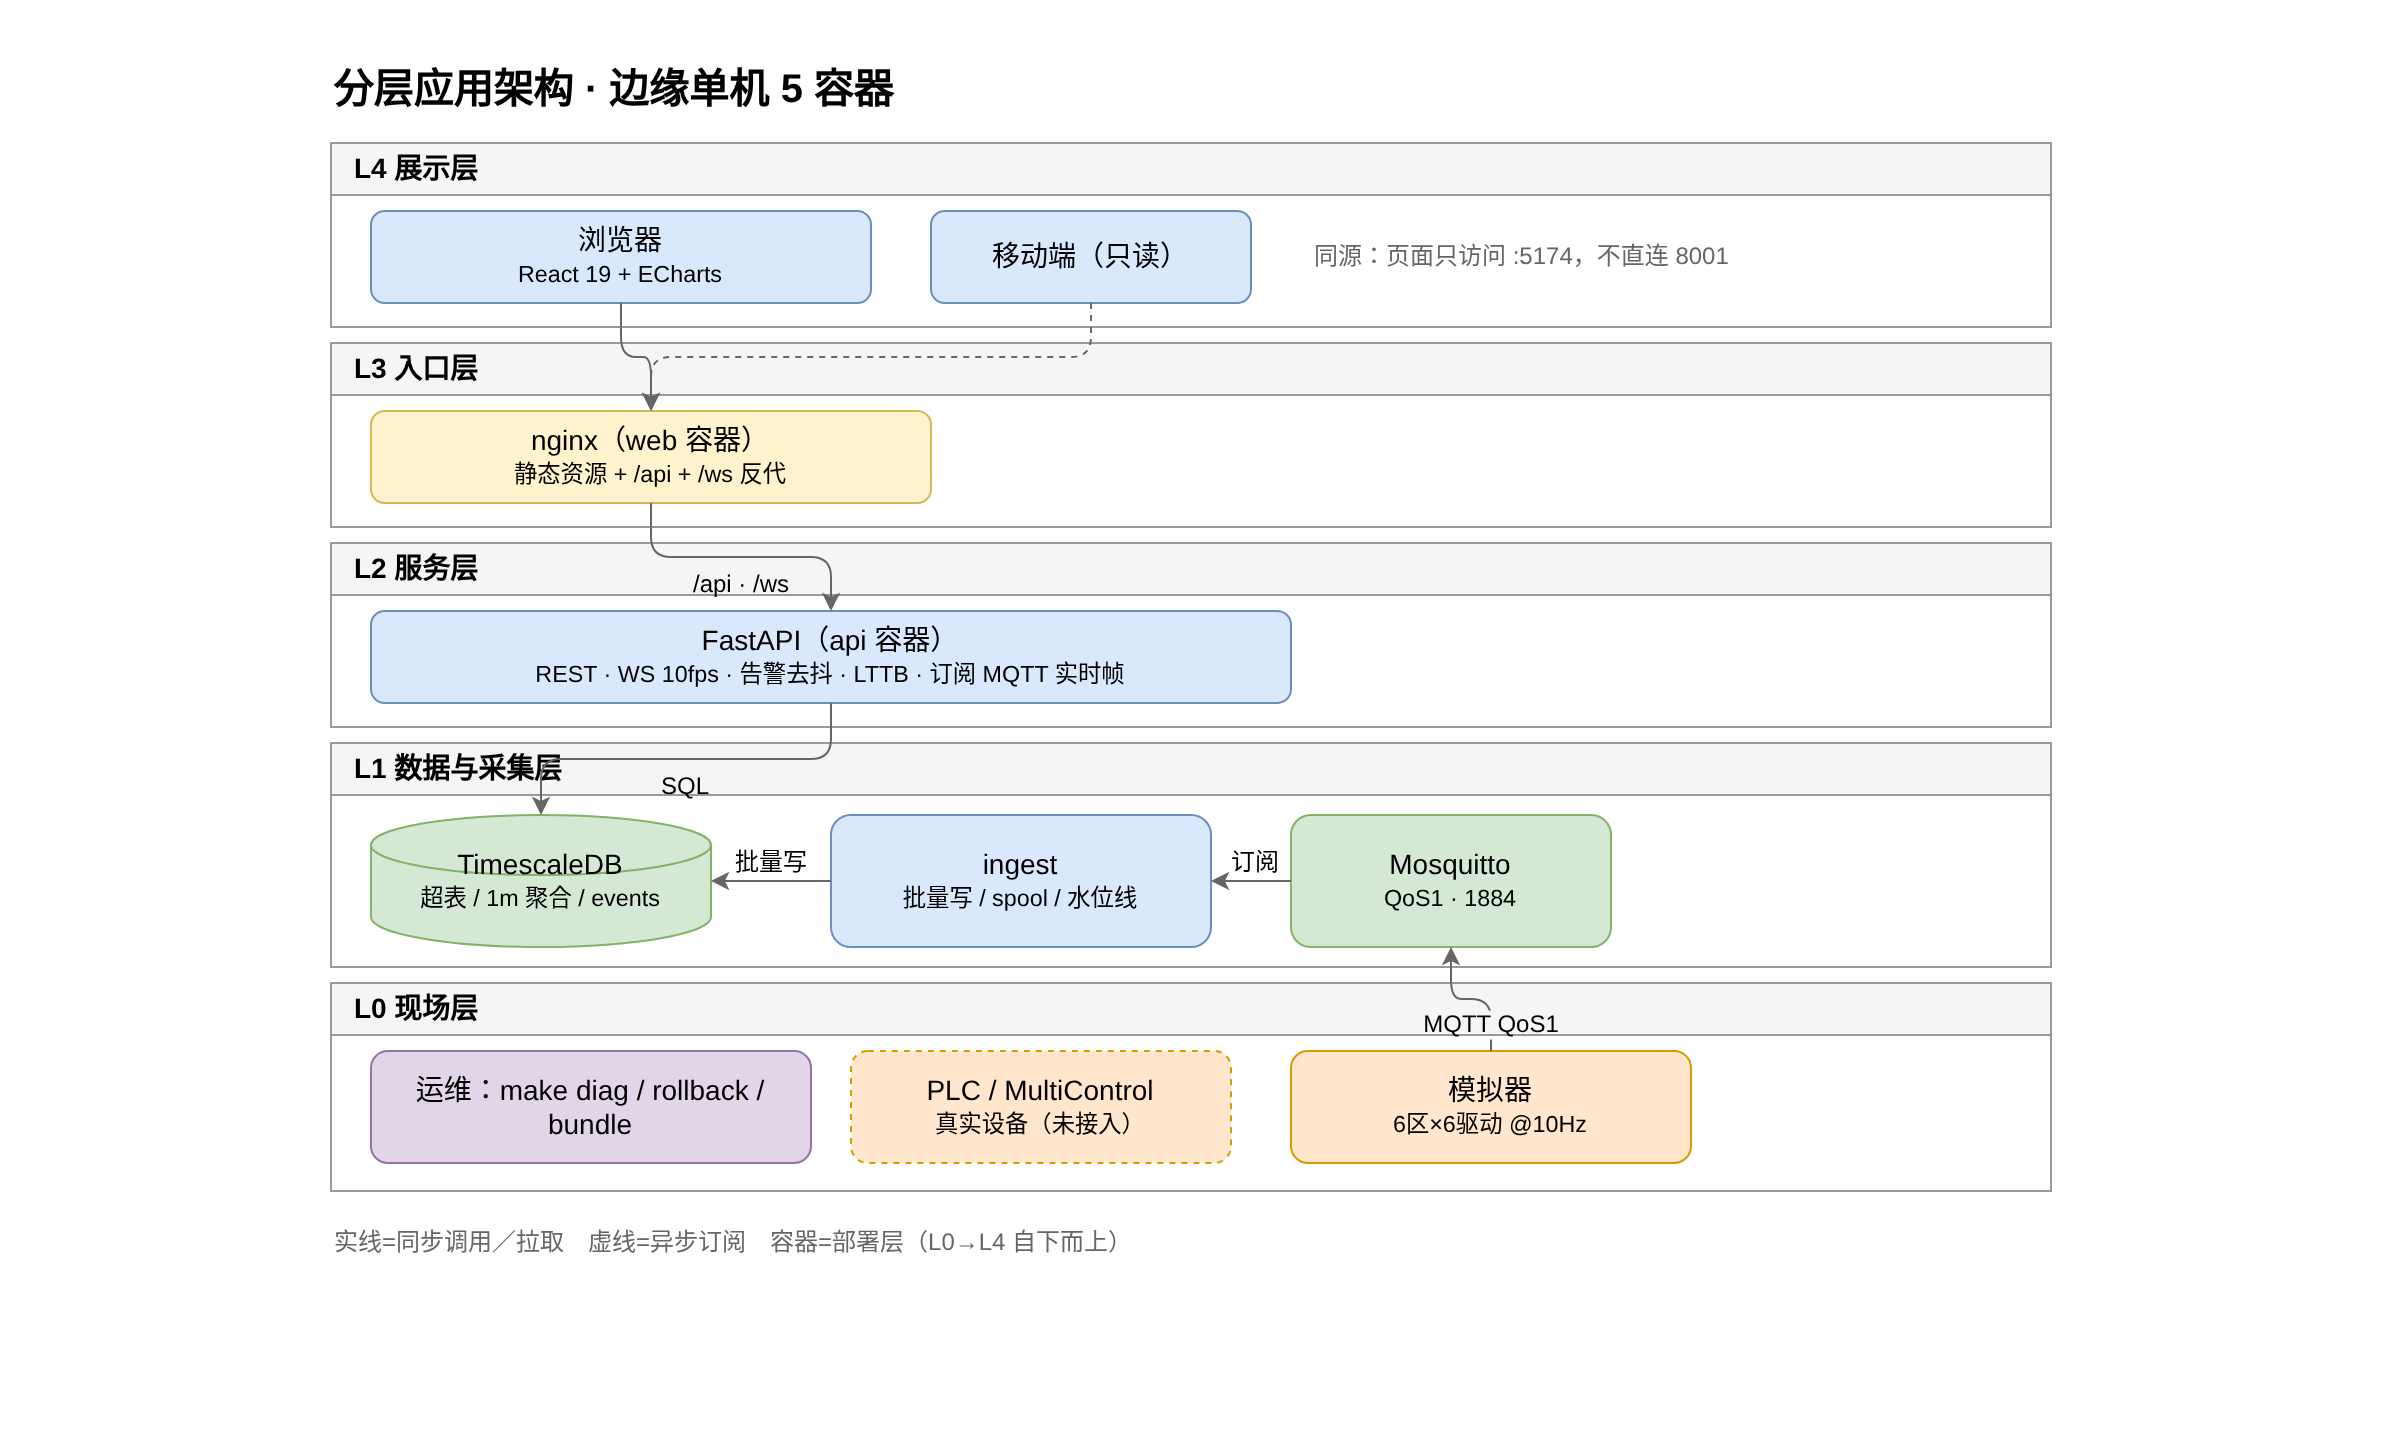 分层应用架构 · 边缘单机 5 容器
L4 展示层
浏览器
React 19 + ECharts
移动端（只读）
同源：页面只访问 :5174，不直连 8001
L3 入口层
nginx（web 容器）
静态资源 + /api + /ws 反代
L2 服务层
/api · /ws
FastAPI（api 容器）
REST · WS 10fps · 告警去抖 · LTTB · 订阅 MQTT 实时帧
L1 数据与采集层
SQL
TimescaleDB
超表 / 1m 聚合 / events
批量写
ingest
批量写 / spool / 水位线
订阅
Mosquitto
QoS1 · 1884
L0 现场层
MQTT QoS1
运维：make diag / rollback /
bundle
PLC / MultiControl
真实设备（未接入）
模拟器
6区×6驱动 @10Hz
实线=同步调用／拉取　虚线=异步订阅　容器=部署层（L0→L4 自下而上）